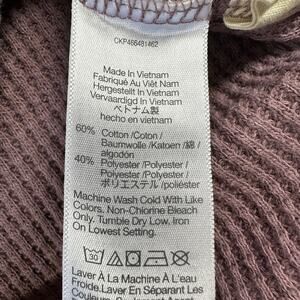 CKP466481462
Made In Vietnam
Fabriqué Au Viêt Nam
Hergestellt In Vietnam
Vervaardigd In Vietnam
ベトナム製
hecho en vietnam
60% Cotton /Coton /
Baumwolle /Katoen /綿 /
algodón
40% Polyester /Polyester /
Polyester /Polyester /
ポリエステル /poliéster
Machine Wash Cold With Like
Colors. Non-Chlorine Bleach
Only. Tumble Dry Low. Iron
On Lowest Setting.
30
Laver À La Machine À L'eau
Froide.Laver En Séparant Les